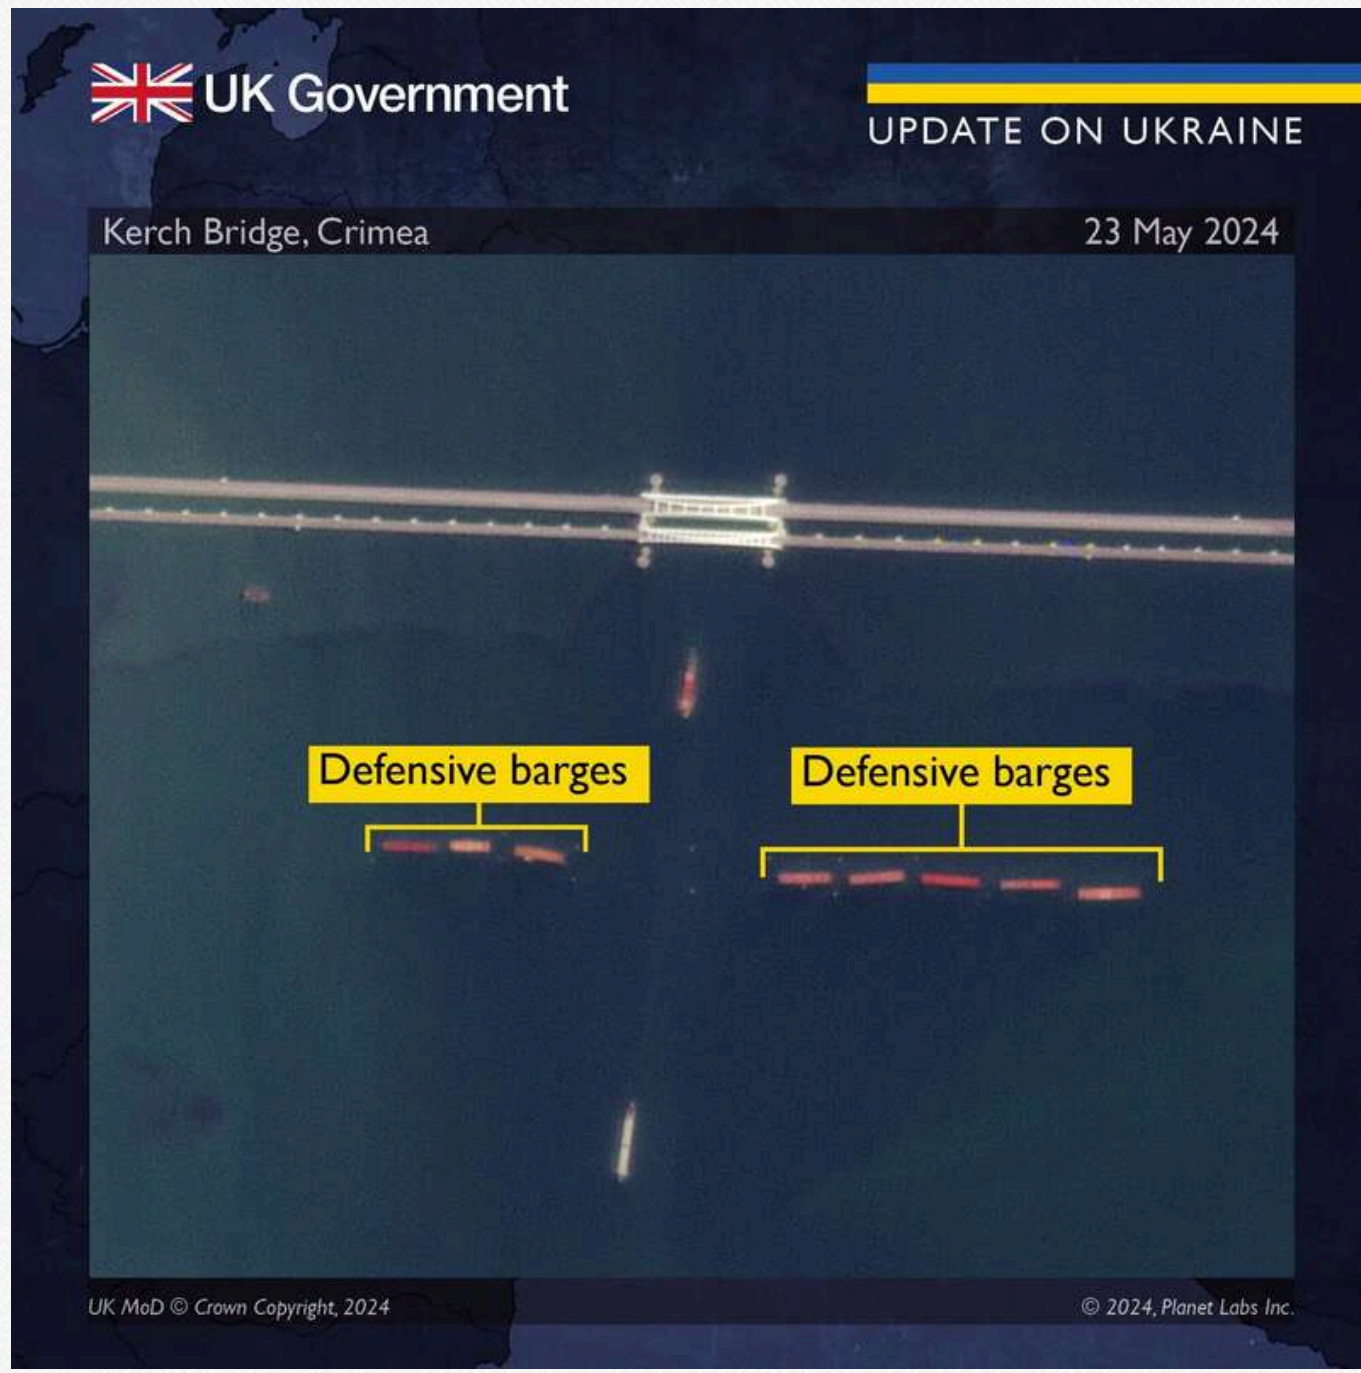 UK Government
UPDATE ON UKRAINE
Kerch Bridge, Crimea
23 May 2024
Defensive barges
Defensive barges
UK MoD © Crown Copyright, 2024
© 2024, Planet Labs Inc.